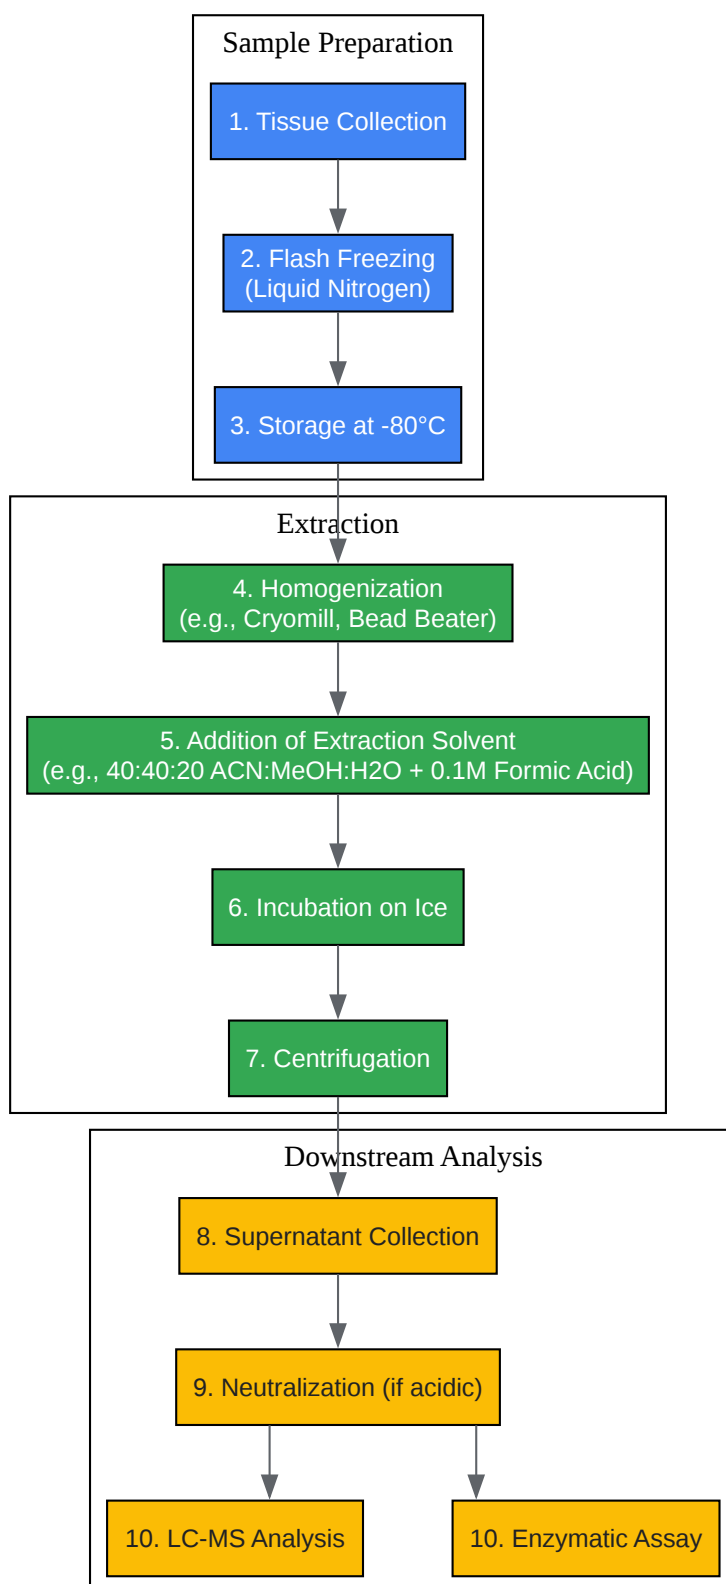 Sample Preparation
1. Tissue Collection
2. Flash Freezing
(Liquid Nitrogen)
3. Storage at -80°C
Extraction
4. Homogenization
(e.g., Cryomill, Bead Beater)
5. Addition of Extraction Solvent
(e.g., 40:40:20 ACN:MeOH:H2O + 0.1M Formic Acid)
6. Incubation on Ice
7. Centrifugation
Downstream Analysis
8. Supernatant Collection
9. Neutralization (if acidic)
10. LC-MS Analysis
10. Enzymatic Assay